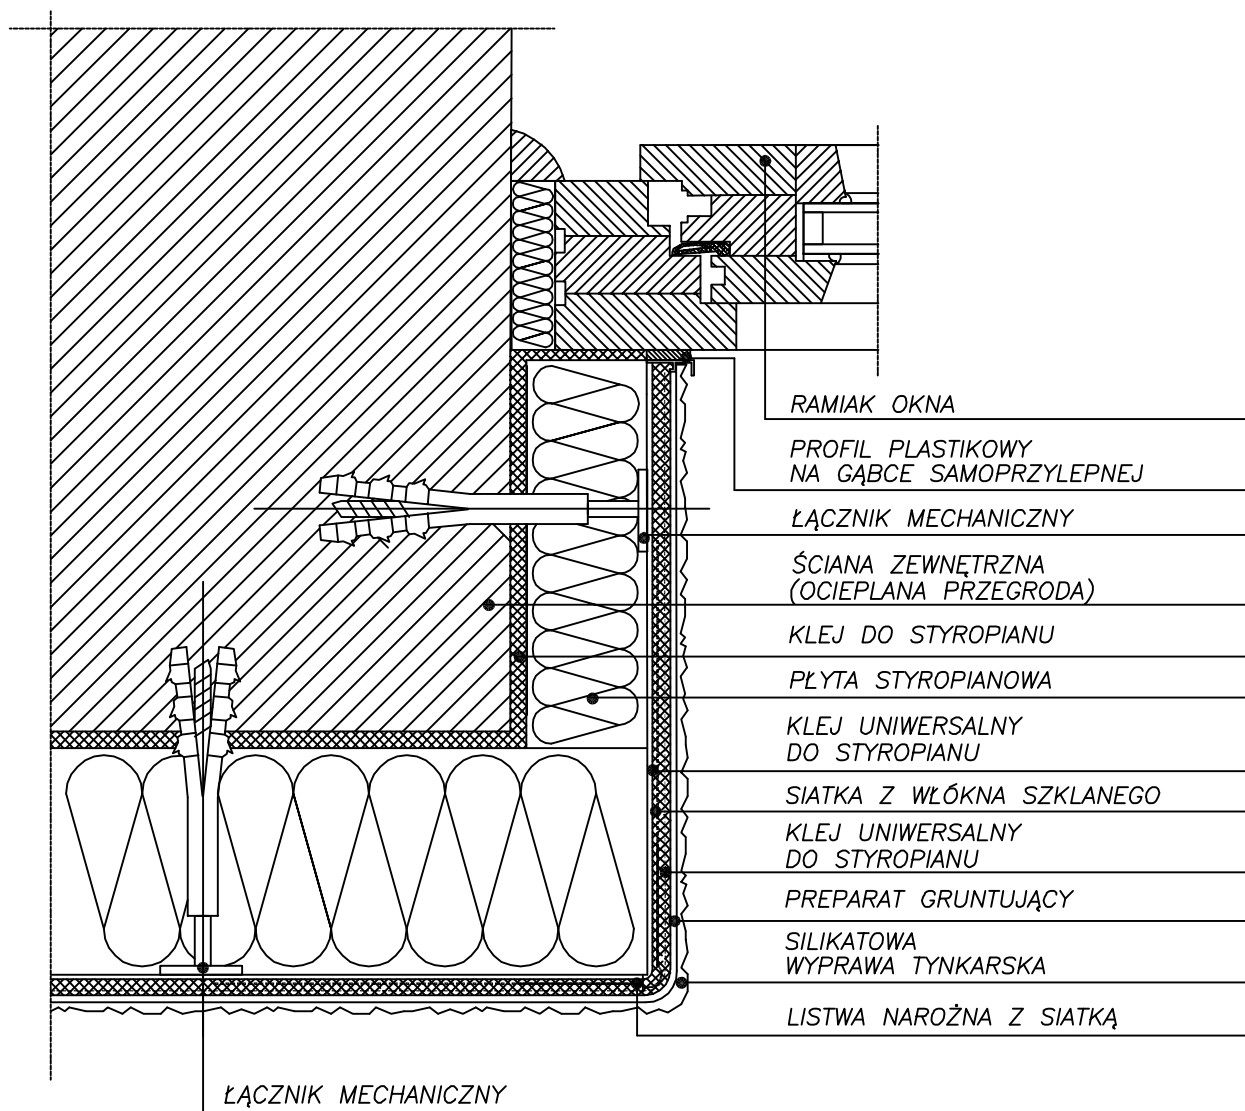 RAMIAK OKNA
PROFIL PLASTIKOWY
NA GĄBCE SAMOPRZYLEPNEJ
ŁĄCZNIK MECHANICZNY
ŚCIANA ZEWNĘTRZNA
(OCIEPLANA PRZEGRODA)
KLEJ DO STYROPIANU
PŁYTA STYROPIANOWA
KLEJ UNIWERSALNY
DO STYROPIANU
SIATKA Z WŁÓKNA SZKLANEGO
KLEJ UNIWERSALNY
DO STYROPIANU
PREPARAT GRUNTUJĄCY
SILIKATOWA
WYPRAWA TYNKARSKA
LISTWA NAROŻNA Z SIATKĄ
ŁĄCZNIK MECHANICZNY